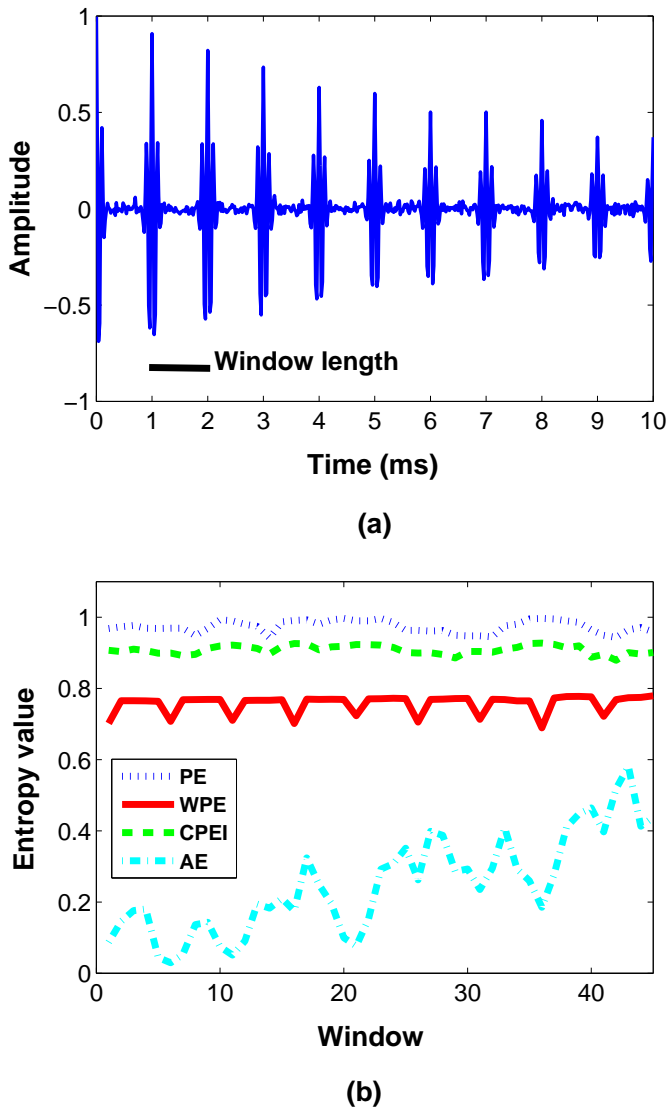 1
0.5
0
−0.5
−1
Amplitude
Window length
0 1 2 3 4 5 6 7 8 9 10
Time (ms)
(a)
1
0.8
0.6
0.4
0.2
0
Entropy value
PE
WPE
CPEI
AE
0 10 20 30 40
Window
(b)